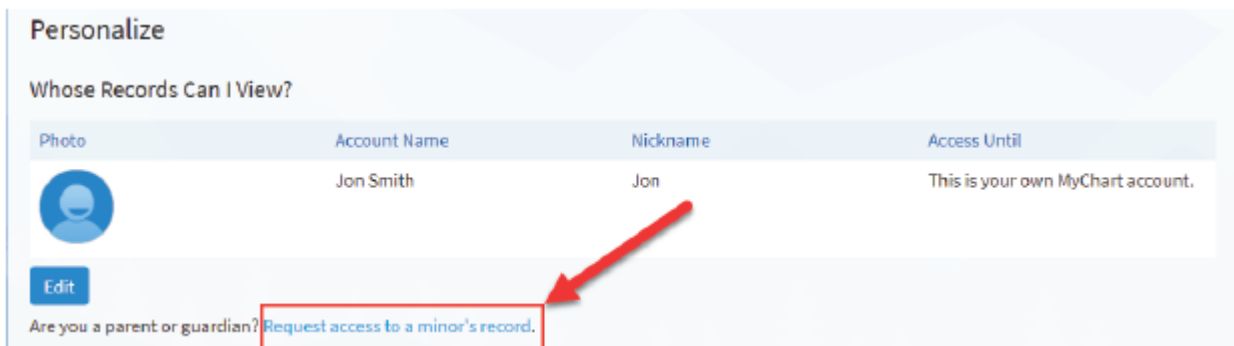 Personalize
Whose Records Can I View?
Photo Account Name Nickname Access Until
Jon Smith Jon This is your own MyChart account.
Edit
Are you a parent or guardian? Request access to a minor's record.